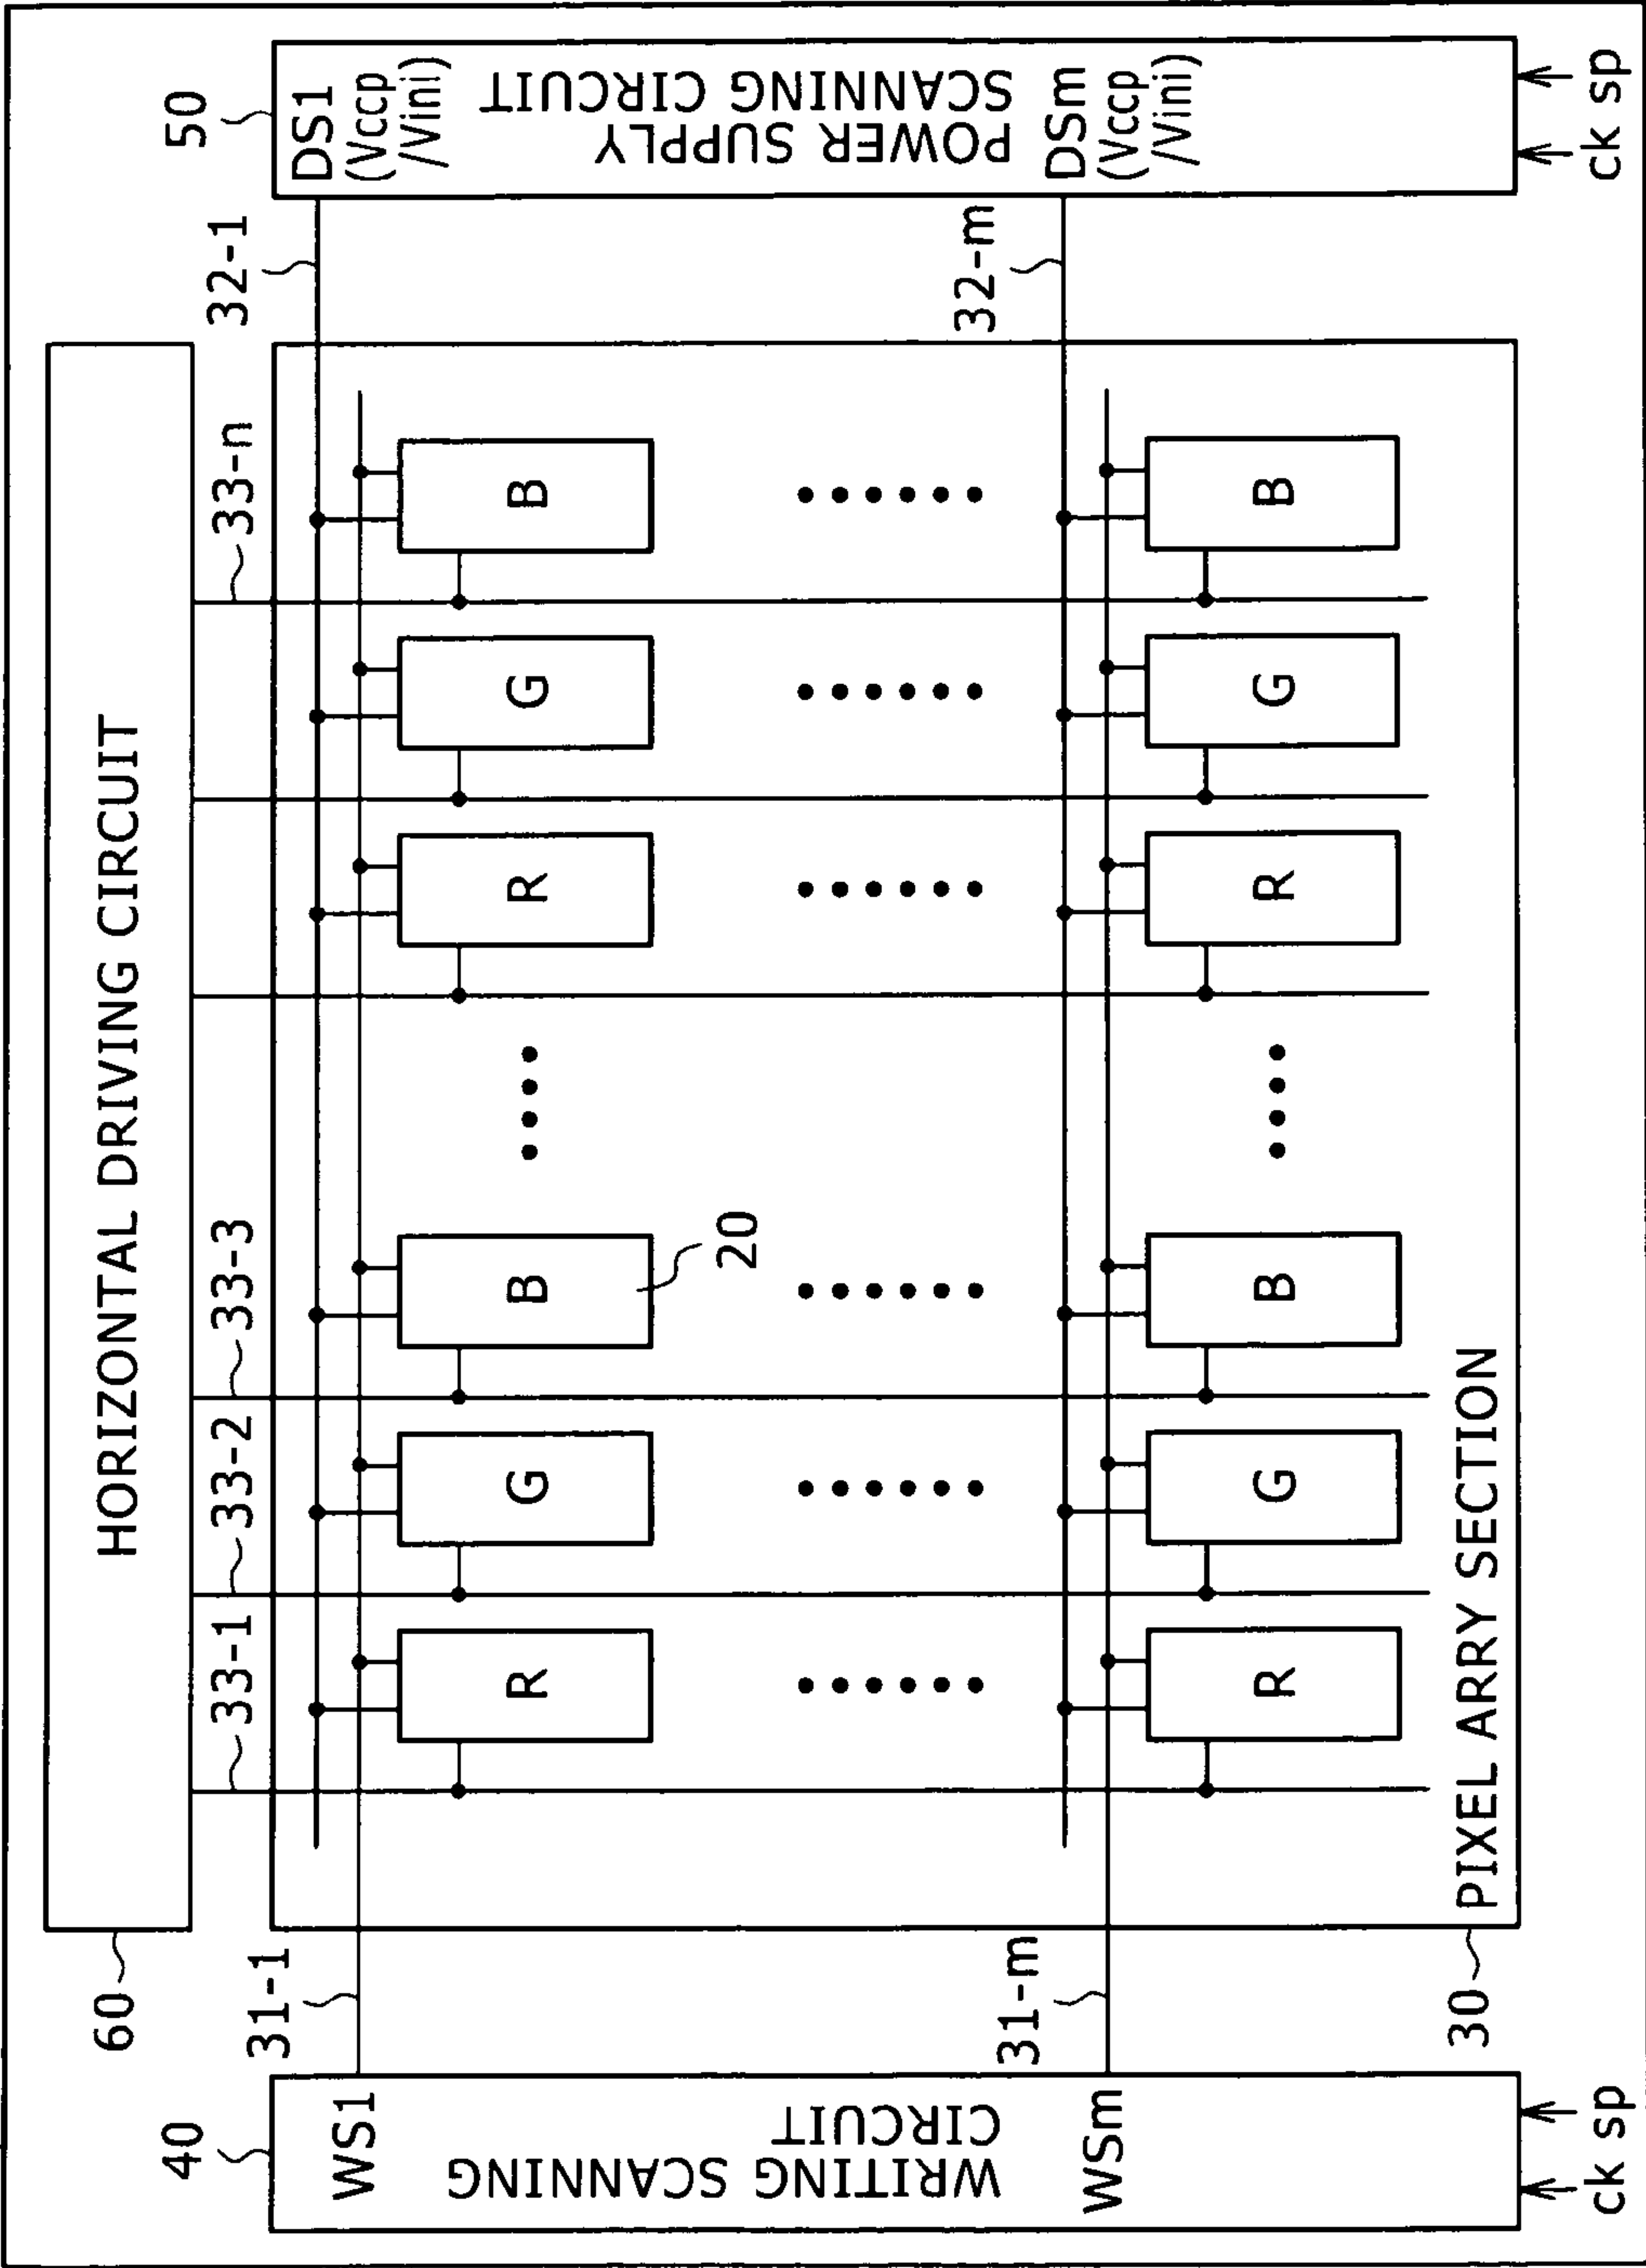 HORIZONTAL DRIVING CIRCUIT
60
33-1
33-2
33-3
33-n
40
31-1
32-1
50
WS1
DS1
(Vccp
/Vini)
R
G
B
R
G
B
20
WRITING SCANNING
CIRCUIT
POWER SUPPLY
SCANNING CIRCUIT
31-m
32-m
WSm
DSm
(Vccp
/Vini)
R
G
B
R
G
B
PIXEL ARRY SECTION
30
ck sp
ck sp